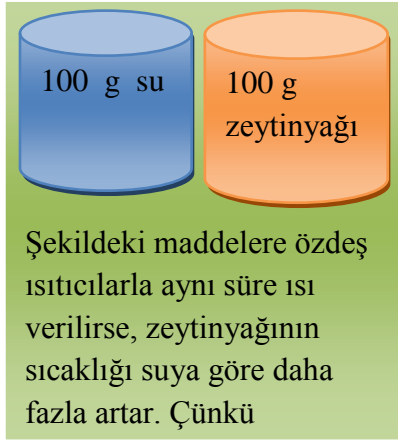 100 g su
100 g
zeytinyağı
Şekildeki maddelere özdeş
ısıtıcılarla aynı süre ısı
verilirse, zeytinyağının
sıcaklığı suya göre daha
fazla artar. Çünkü